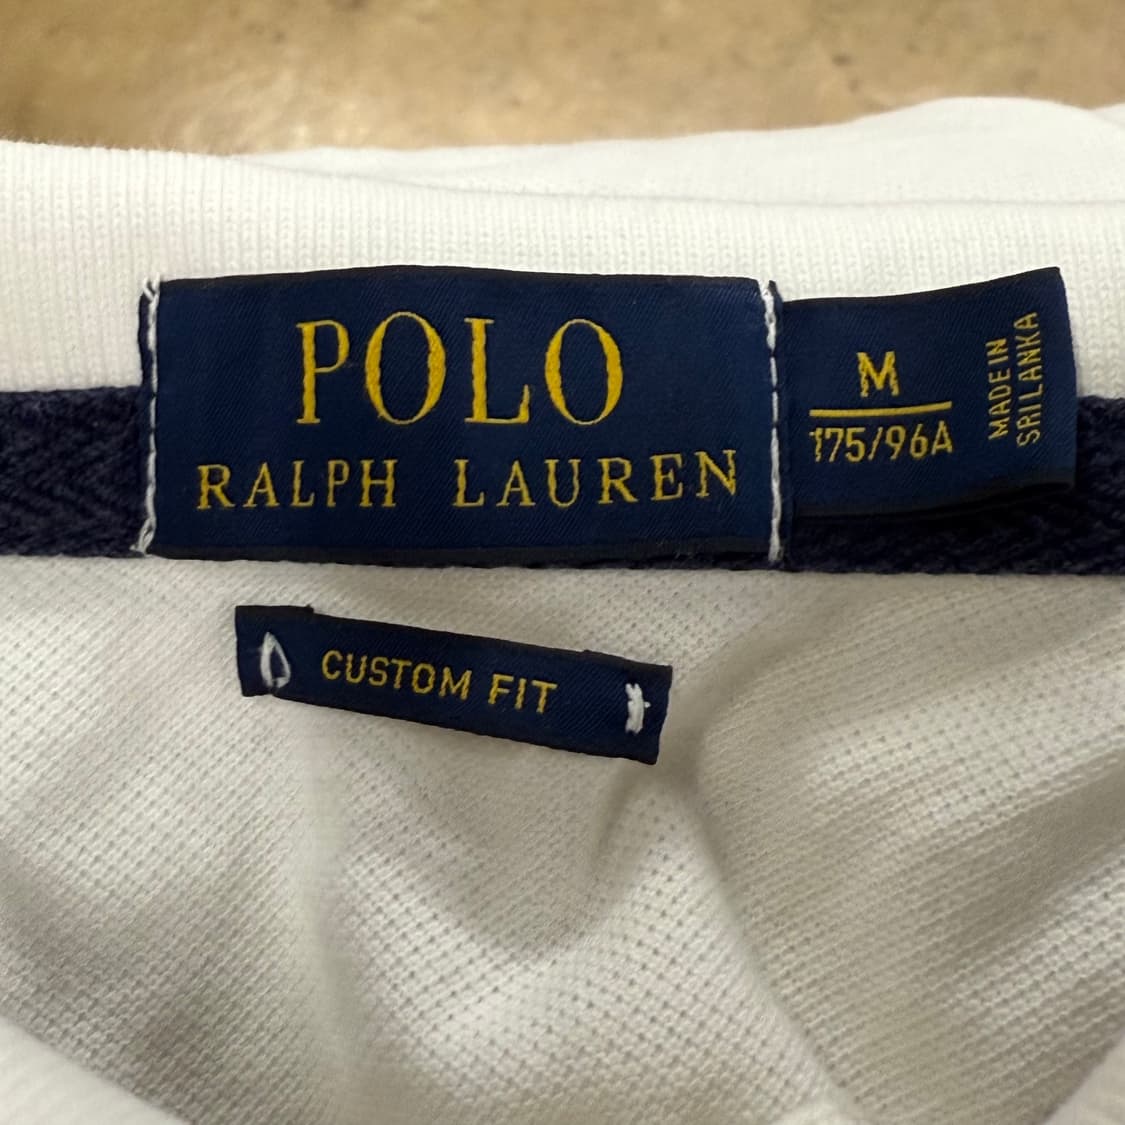 POLO
RALPH LAUREN
M
175/96A
MADE IN
SRI LANKA
CUSTOM FIT